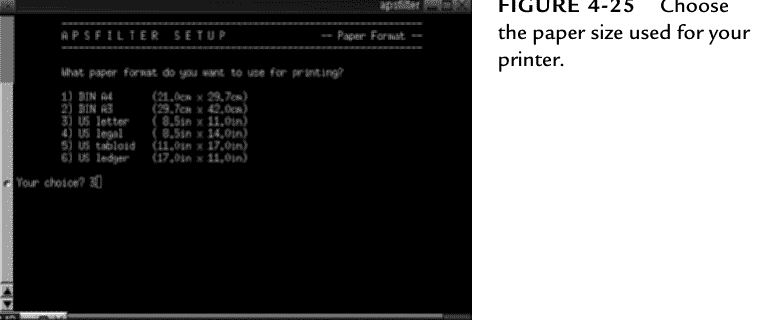 apsfilter
A P S F I L T E R   S E T U P   -- Paper Format --
What paper format do you want to use for printing?
1) DIN A4 (21.0cm x 29.7cm)
2) DIN A3 (29.7cm x 42.0cm)
3) US letter ( 8.5in x 11.0in)
4) US legal ( 8.5in x 14.0in)
5) US tabloid (11.0in x 17.0in)
6) US ledger (17.0in x 11.0in)
Your choice? 3
FIGURE 4-25 Choose
the paper size used for your
printer.